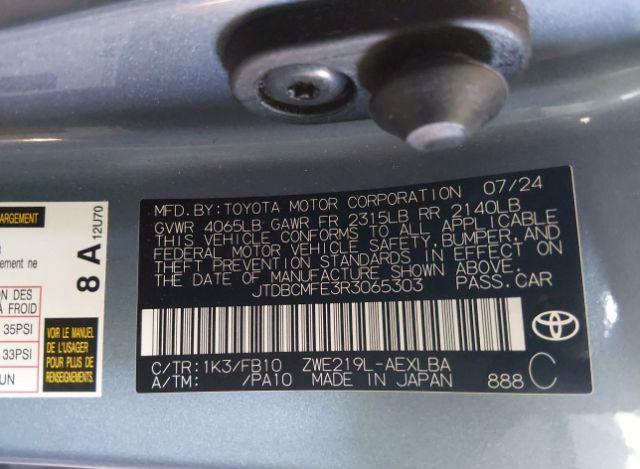 MFD. BY: TOYOTA MOTOR CORPORATION 07/24
GVWR 4065LB GAWR FR 2315LB RR 2140LB
THIS VEHICLE CONFORMS TO ALL APPLICABLE
FEDERAL MOTOR VEHICLE SAFETY, BUMPER, AND
THEFT PREVENTION STANDARDS IN EFFECT ON
THE DATE OF MANUFACTURE SHOWN ABOVE.
JTDBCMFE3R3065303 PASS. CAR
C/TR: 1K3/FB10 ZWE219L-AEXLBA
A/TM: /PA10 MADE IN JAPAN 888 C
TOYOTA
ARGEMENT
ement ne
8 A 12U70
ON DES
À FROID
35PSI
33PSI
UN
VOIR LE MANUEL
DE L'USAGER
POUR PLUS DE
RENSEIGNEMENTS.